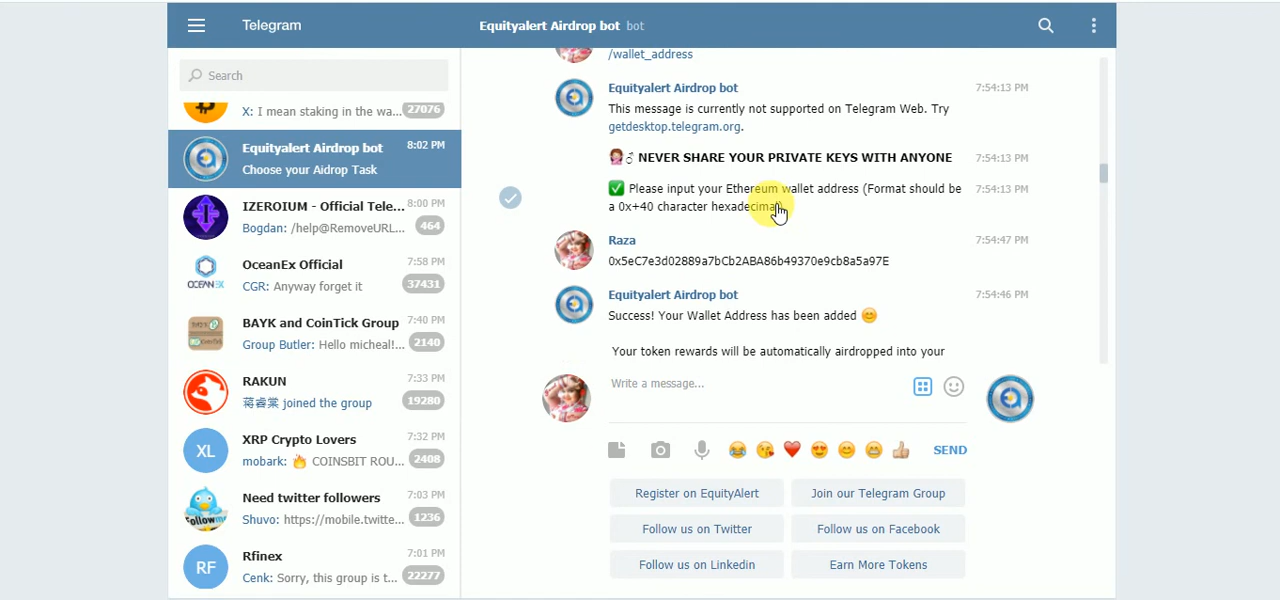 Telegram
Equityalert Airdrop bot bot
Search
X: I mean staking in the wa... 27076
Equityalert Airdrop bot 8:02 PM
Choose your Aidrop Task
IZEROIUM - Official Tele... 8:00 PM
Bogdan: /help@RemoveURL... 464
OceanEx Official 7:58 PM
CGR: Anyway forget it 37431
BAYK and CoinTick Group 7:40 PM
Group Butler: Hello micheal!... 2140
RAKUN 7:33 PM
蒋睿棠 joined the group 19280
XL XRP Crypto Lovers 7:32 PM
mobark: 🔥 COINSBIT ROU... 2408
Need twitter followers 7:03 PM
Shuvo: https://mobile.twitte... 1236
RF Rfinex 7:01 PM
Cenk: Sorry, this group is t... 22277
/wallet_address
Equityalert Airdrop bot 7:54:13 PM
This message is currently not supported on Telegram Web. Try
getdesktop.telegram.org.
NEVER SHARE YOUR PRIVATE KEYS WITH ANYONE 7:54:13 PM
✅ Please input your Ethereum wallet address (Format should be 7:54:13 PM
a 0x+40 character hexadecimal)
Raza 7:54:47 PM
0x5eC7e3d02889a7bCb2ABA86b49370e9cb8a5a97E
Equityalert Airdrop bot 7:54:46 PM
Success! Your Wallet Address has been added 😊
Your token rewards will be automatically airdropped into your
Write a message...
SEND
Register on EquityAlert
Join our Telegram Group
Follow us on Twitter
Follow us on Facebook
Follow us on Linkedin
Earn More Tokens